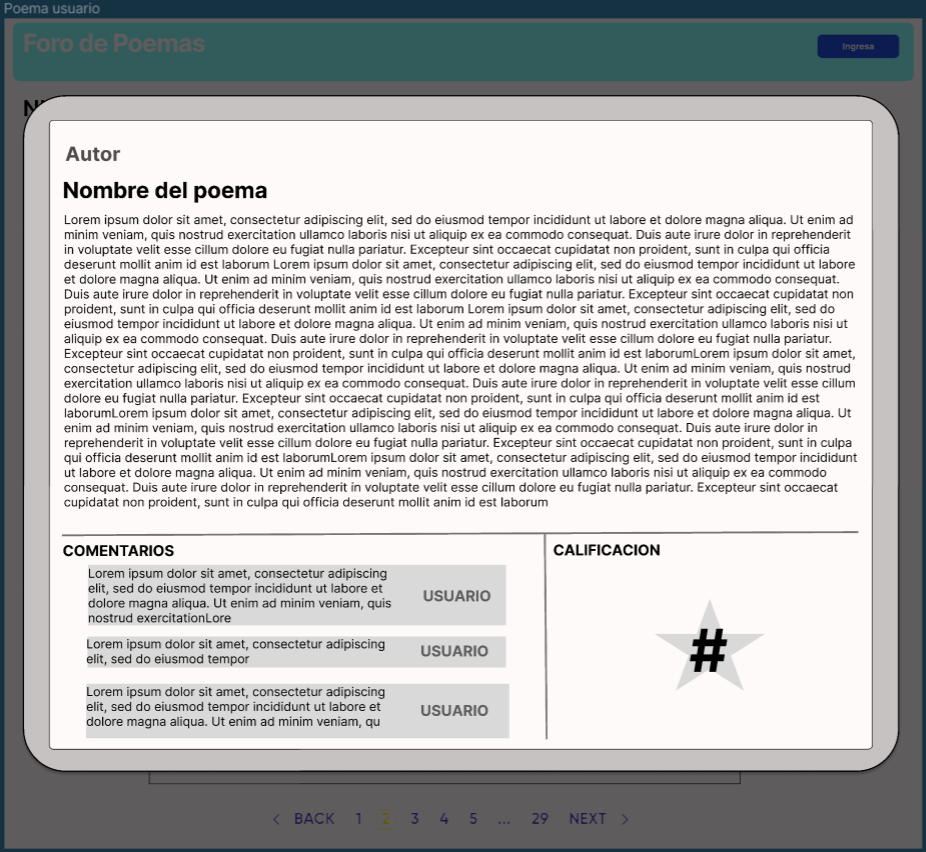 Poema usuario
Foro de Poemas
Ingresa
Autor
Nombre del poema
Lorem ipsum dolor sit amet, consectetur adipiscing elit, sed do eiusmod tempor incididunt ut labore et dolore magna aliqua. Ut enim ad
minim veniam, quis nostrud exercitation ullamco laboris nisi ut aliquip ex ea commodo consequat. Duis aute irure dolor in reprehenderit
in voluptate velit esse cillum dolore eu fugiat nulla pariatur. Excepteur sint occaecat cupidatat non proident, sunt in culpa qui officia
deserunt mollit anim id est laborum Lorem ipsum dolor sit amet, consectetur adipiscing elit, sed do eiusmod tempor incididunt ut labore
et dolore magna aliqua. Ut enim ad minim veniam, quis nostrud exercitation ullamco laboris nisi ut aliquip ex ea commodo consequat.
Duis aute irure dolor in reprehenderit in voluptate velit esse cillum dolore eu fugiat nulla pariatur. Excepteur sint occaecat cupidatat non
proident, sunt in culpa qui officia deserunt mollit anim id est laborum Lorem ipsum dolor sit amet, consectetur adipiscing elit, sed do
eiusmod tempor incididunt ut labore et dolore magna aliqua. Ut enim ad minim veniam, quis nostrud exercitation ullamco laboris nisi ut
aliquip ex ea commodo consequat. Duis aute irure dolor in reprehenderit in voluptate velit esse cillum dolore eu fugiat nulla pariatur.
Excepteur sint occaecat cupidatat non proident, sunt in culpa qui officia deserunt mollit anim id est laborumLorem ipsum dolor sit amet,
consectetur adipiscing elit, sed do eiusmod tempor incididunt ut labore et dolore magna aliqua. Ut enim ad minim veniam, quis nostrud
exercitation ullamco laboris nisi ut aliquip ex ea commodo consequat. Duis aute irure dolor in reprehenderit in voluptate velit esse cillum
dolore eu fugiat nulla pariatur. Excepteur sint occaecat cupidatat non proident, sunt in culpa qui officia deserunt mollit anim id est
laborumLorem ipsum dolor sit amet, consectetur adipiscing elit, sed do eiusmod tempor incididunt ut labore et dolore magna aliqua. Ut
enim ad minim veniam, quis nostrud exercitation ullamco laboris nisi ut aliquip ex ea commodo consequat. Duis aute irure dolor in
reprehenderit in voluptate velit esse cillum dolore eu fugiat nulla pariatur. Excepteur sint occaecat cupidatat non proident, sunt in culpa
qui officia deserunt mollit anim id est laborumLorem ipsum dolor sit amet, consectetur adipiscing elit, sed do eiusmod tempor incididunt
ut labore et dolore magna aliqua. Ut enim ad minim veniam, quis nostrud exercitation ullamco laboris nisi ut aliquip ex ea commodo
consequat. Duis aute irure dolor in reprehenderit in voluptate velit esse cillum dolore eu fugiat nulla pariatur. Excepteur sint occaecat
cupidatat non proident, sunt in culpa qui officia deserunt mollit anim id est laborum
COMENTARIOS
Lorem ipsum dolor sit amet, consectetur adipiscing
elit, sed do eiusmod tempor incididunt ut labore et
dolore magna aliqua. Ut enim ad minim veniam, quis
nostrud exercitationLore
USUARIO
Lorem ipsum dolor sit amet, consectetur adipiscing
elit, sed do eiusmod tempor
USUARIO
Lorem ipsum dolor sit amet, consectetur adipiscing
elit, sed do eiusmod tempor incididunt ut labore et
dolore magna aliqua. Ut enim ad minim veniam, qu
USUARIO
CALIFICACION
#
< BACK 1 2 3 4 5 ... 29 NEXT >